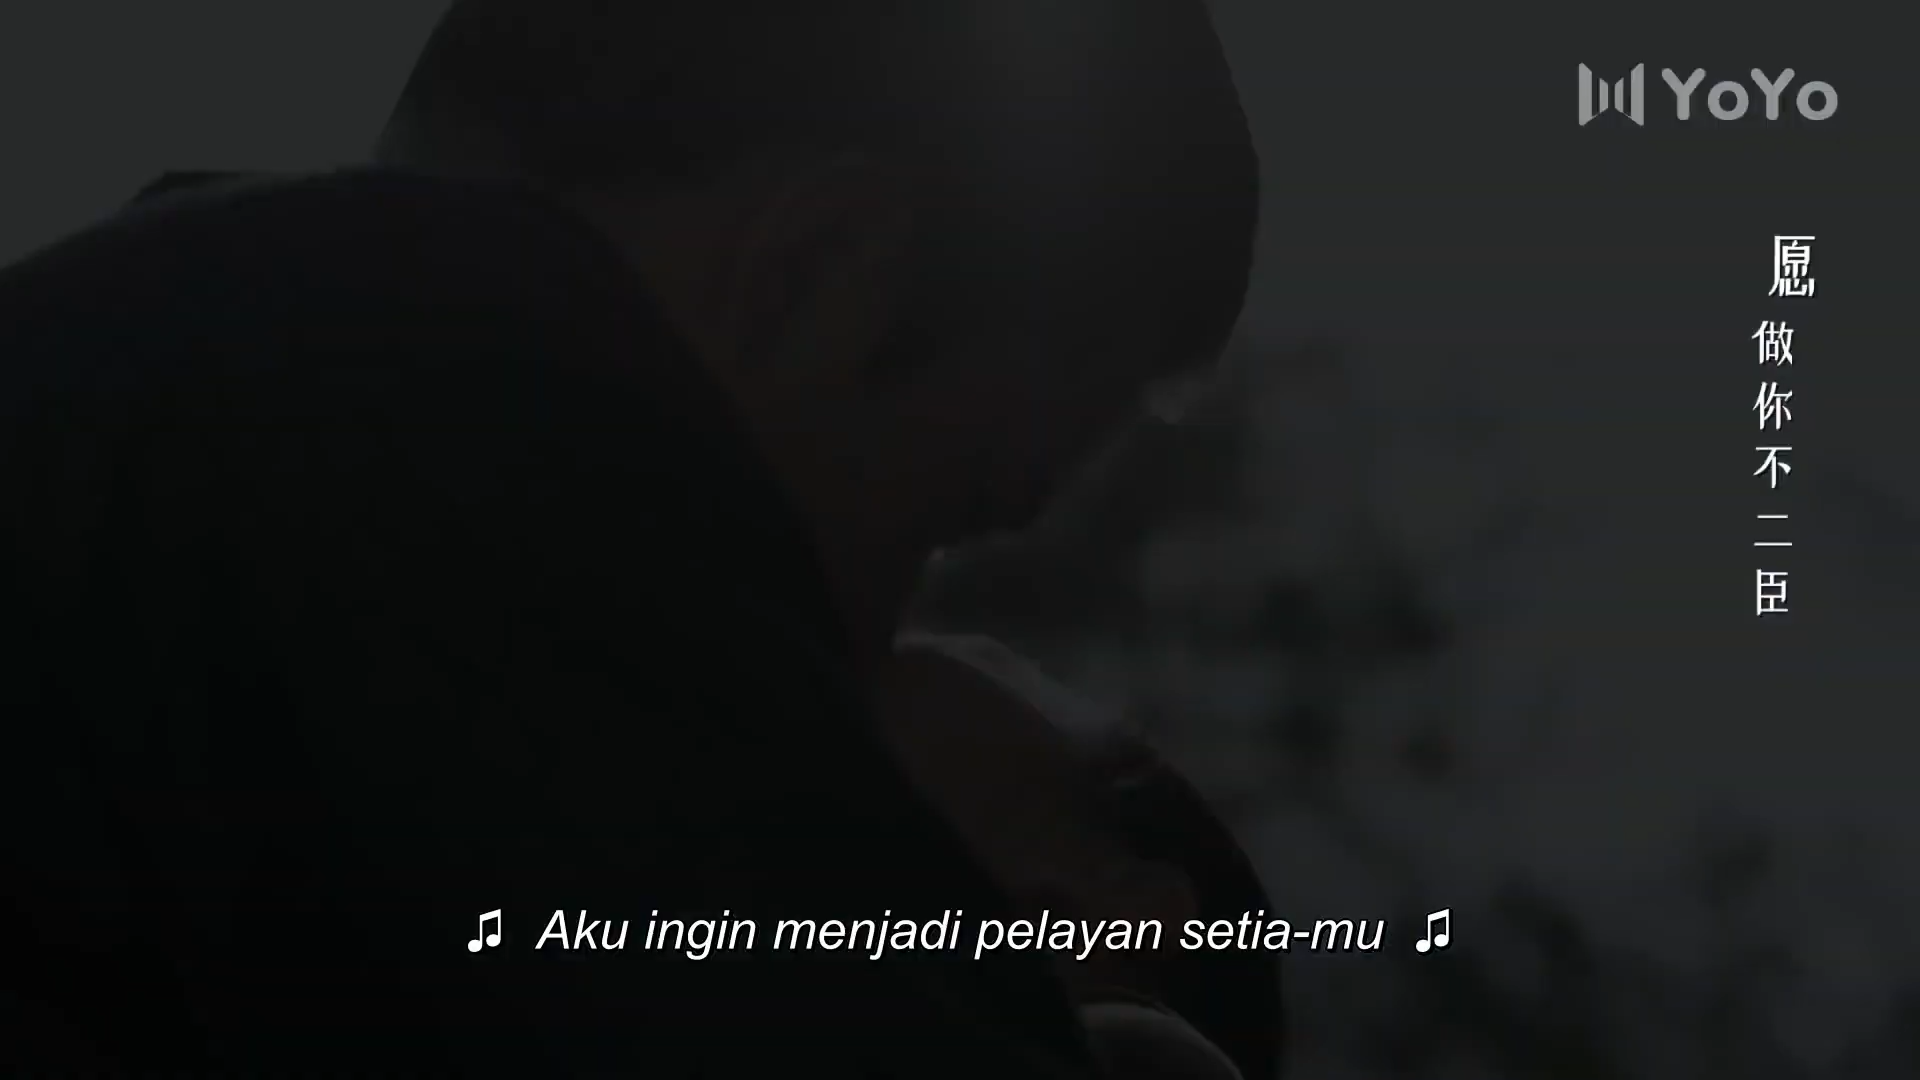 YoYo
愿做你不二臣
♫ Aku ingin menjadi pelayan setia-mu ♫